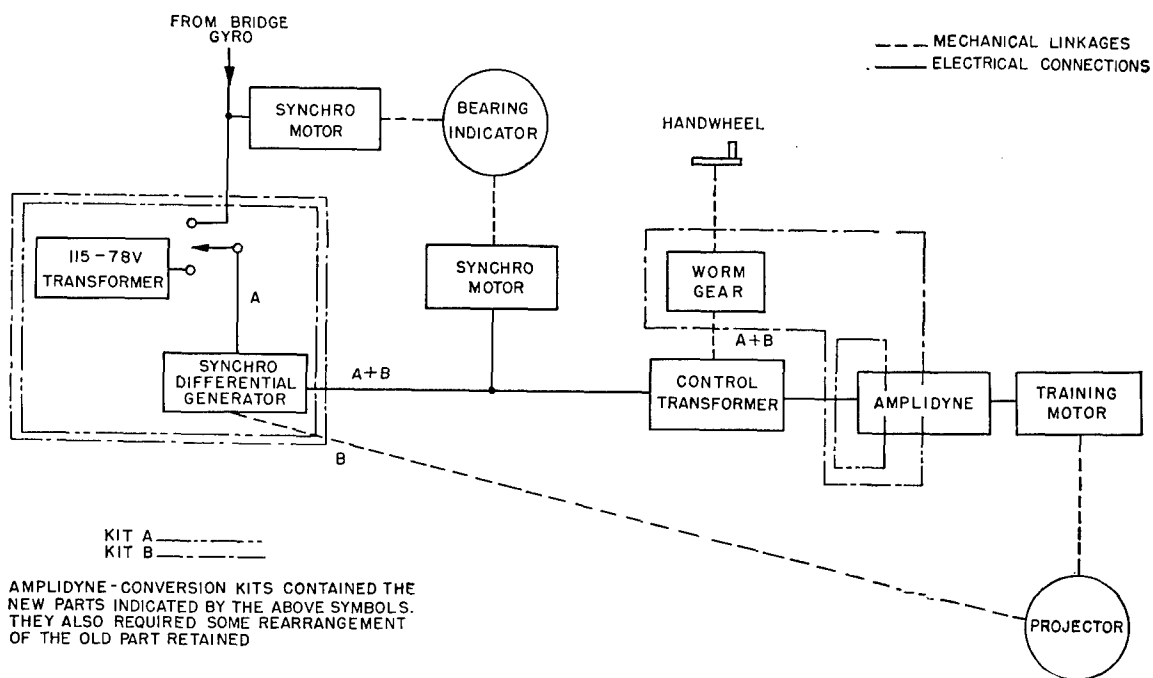 FROM BRIDGE
GYRO
MECHANICAL LINKAGES
ELECTRICAL CONNECTIONS
SYNCHRO
MOTOR
BEARING
INDICATOR
HANDWHEEL
115-78V
TRANSFORMER
A
SYNCHRO
MOTOR
WORM
GEAR
A+B
SYNCHRO
DIFFERENTIAL
GENERATOR
A+B
CONTROL
TRANSFORMER
AMPLIDYNE
TRAINING
MOTOR
B
KIT A
KIT B
AMPLIDYNE-CONVERSION KITS CONTAINED THE
NEW PARTS INDICATED BY THE ABOVE SYMBOLS.
THEY ALSO REQUIRED SOME REARRANGEMENT
OF THE OLD PART RETAINED
PROJECTOR